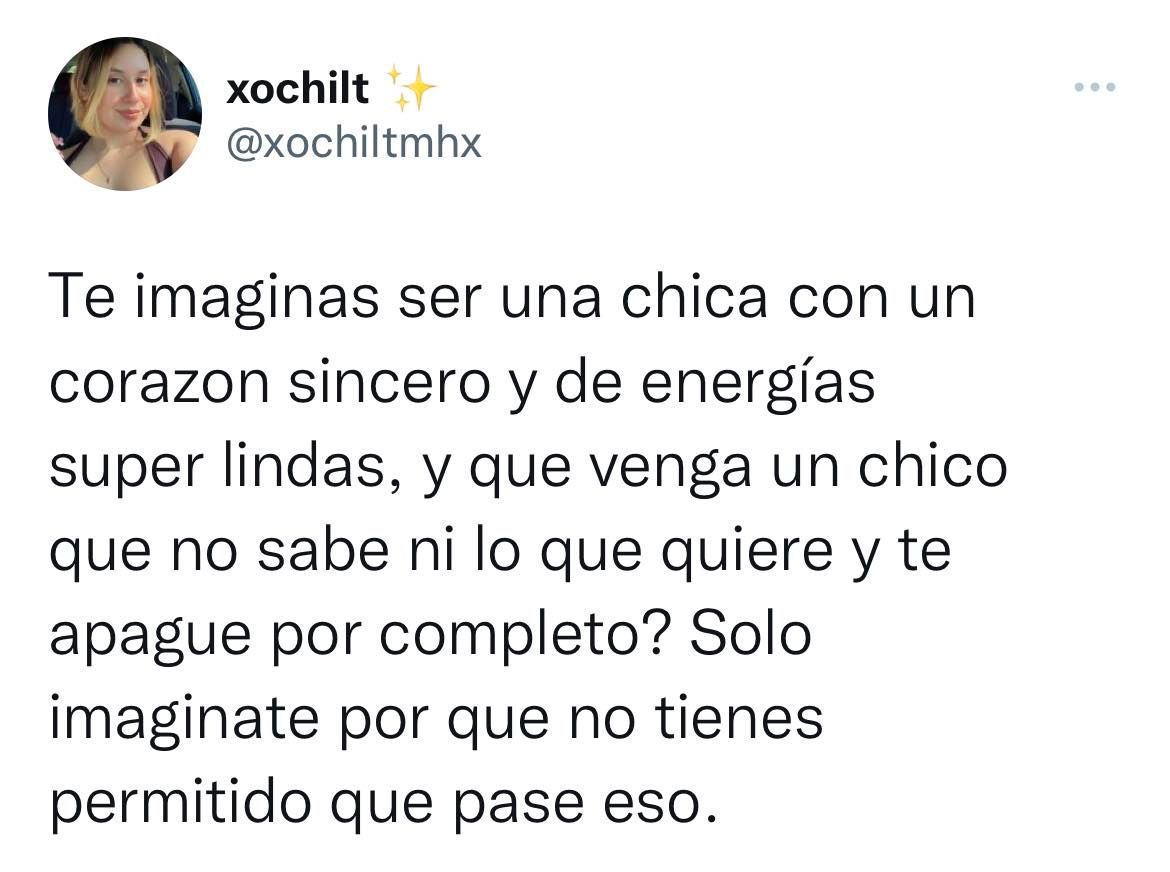 xochilt ✨
@xochiltmhx
Te imaginas ser una chica con un
corazon sincero y de energías
super lindas, y que venga un chico
que no sabe ni lo que quiere y te
apague por completo? Solo
imaginate por que no tienes
permitido que pase eso.